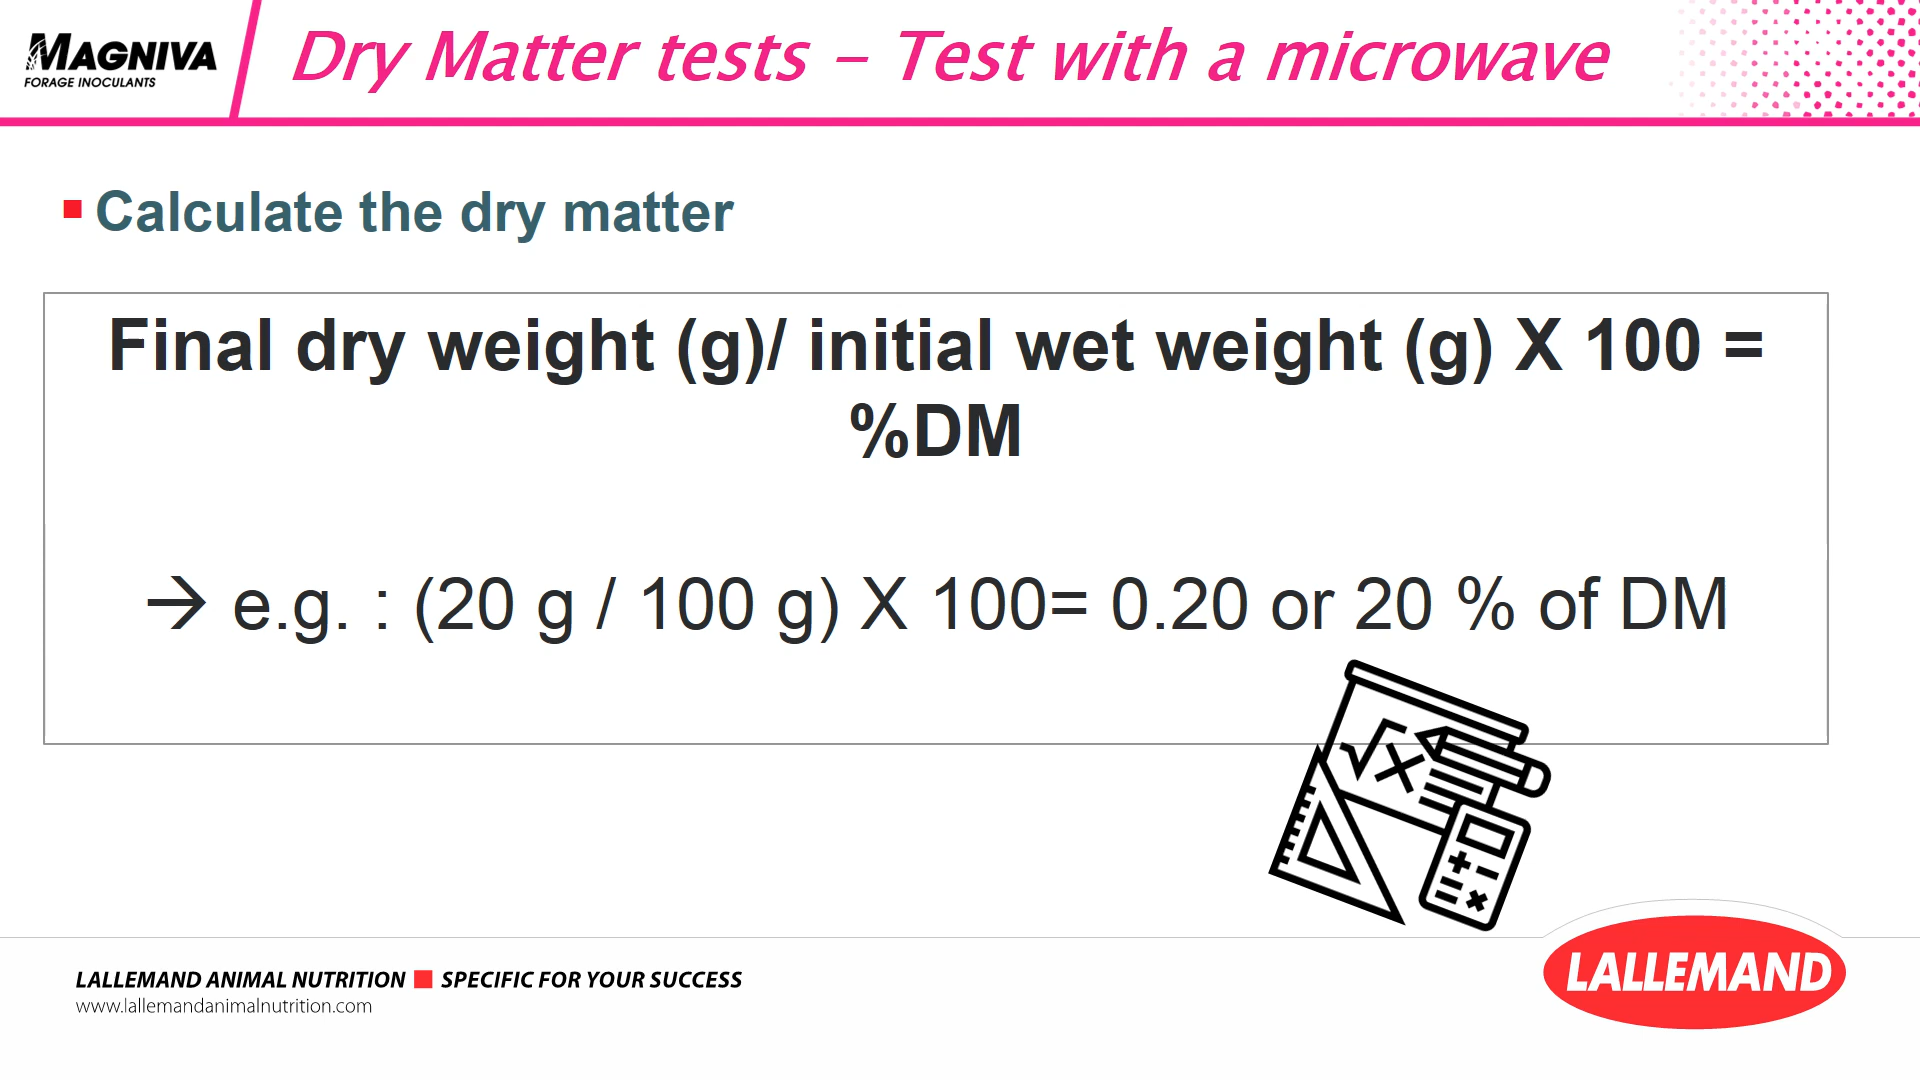 MAGNIVA
FORAGE INOCULANTS
Dry Matter tests – Test with a microwave
▪ Calculate the dry matter
Final dry weight (g)/ initial wet weight (g) X 100 =
%DM
→ e.g. : (20 g / 100 g) X 100= 0.20 or 20 % of DM
√x
LALLEMAND ANIMAL NUTRITION ■ SPECIFIC FOR YOUR SUCCESS
www.lallemandanimalnutrition.com
LALLEMAND